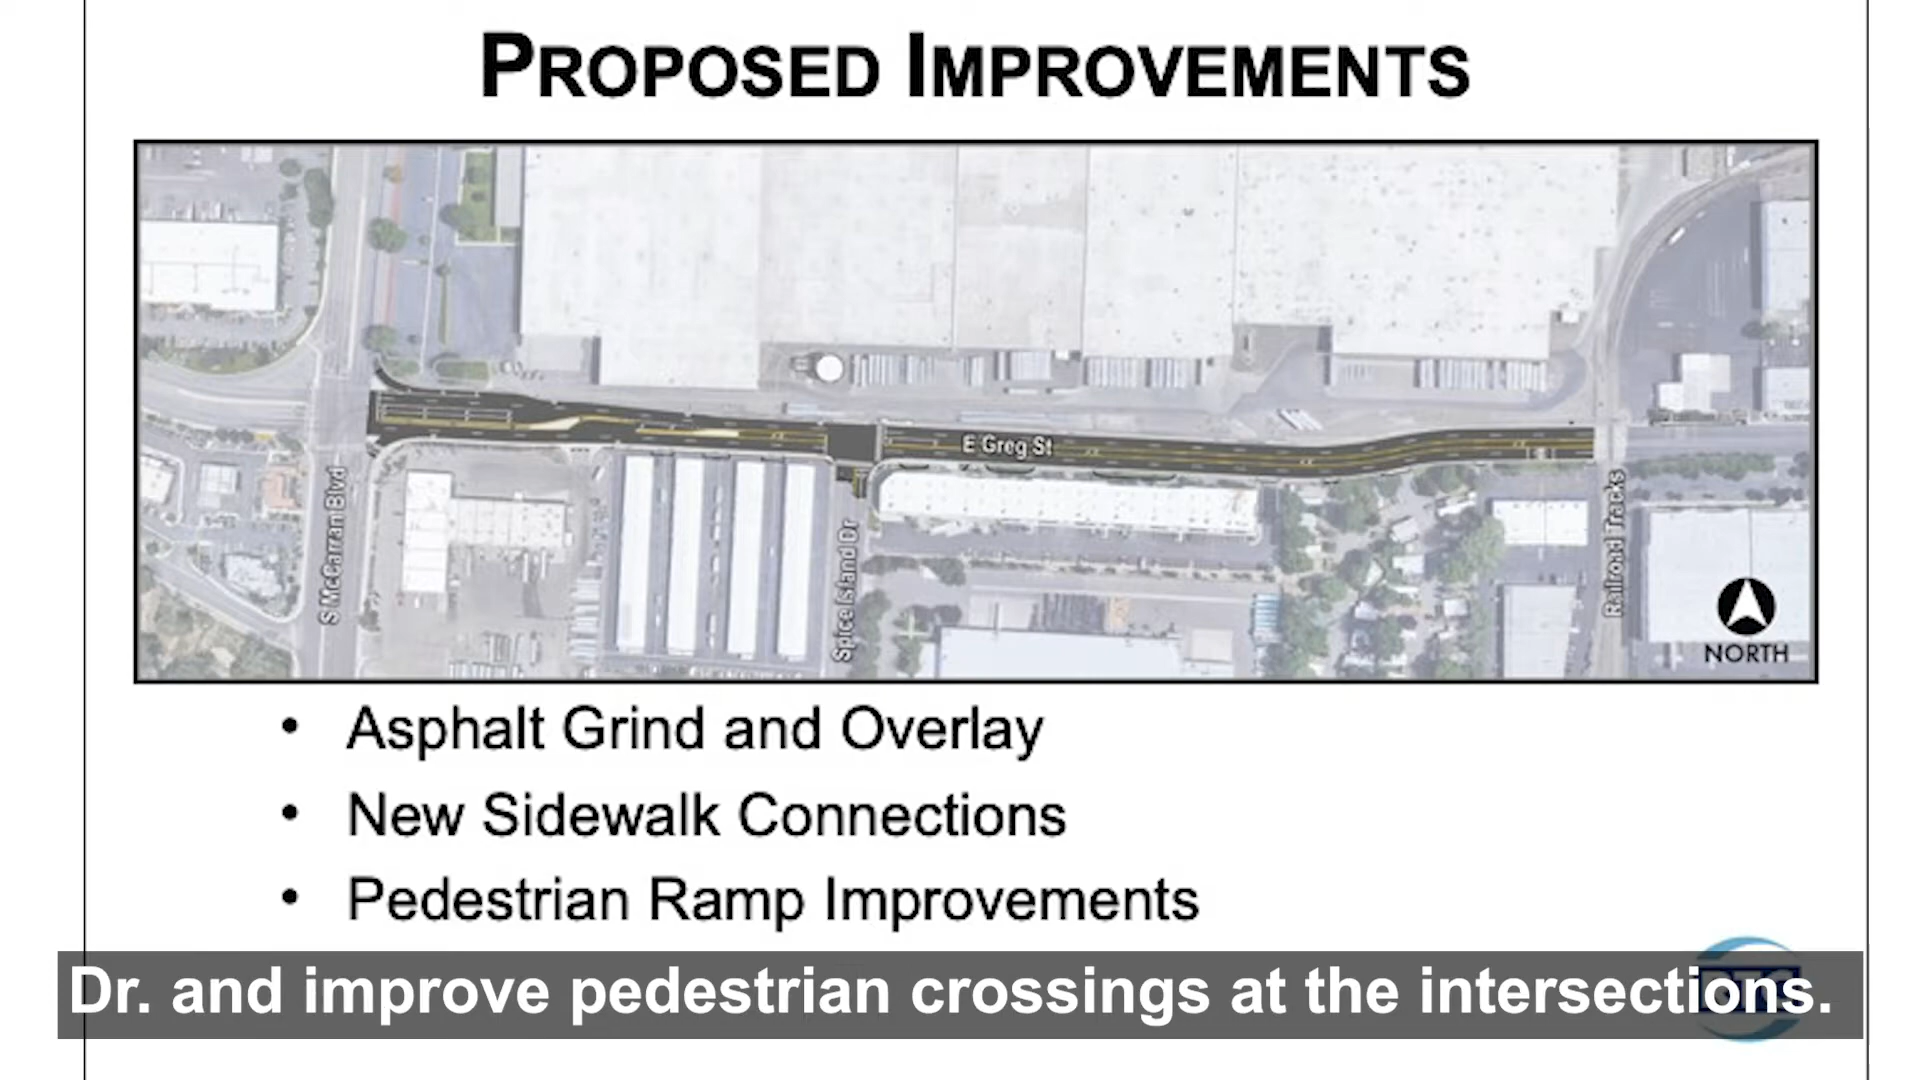 PROPOSED IMPROVEMENTS
E Greg St
S McCarran Blvd
Spice Island Dr
Railroad Tracks
NORTH
• Asphalt Grind and Overlay
• New Sidewalk Connections
• Pedestrian Ramp Improvements
RTC
Dr. and improve pedestrian crossings at the intersections.